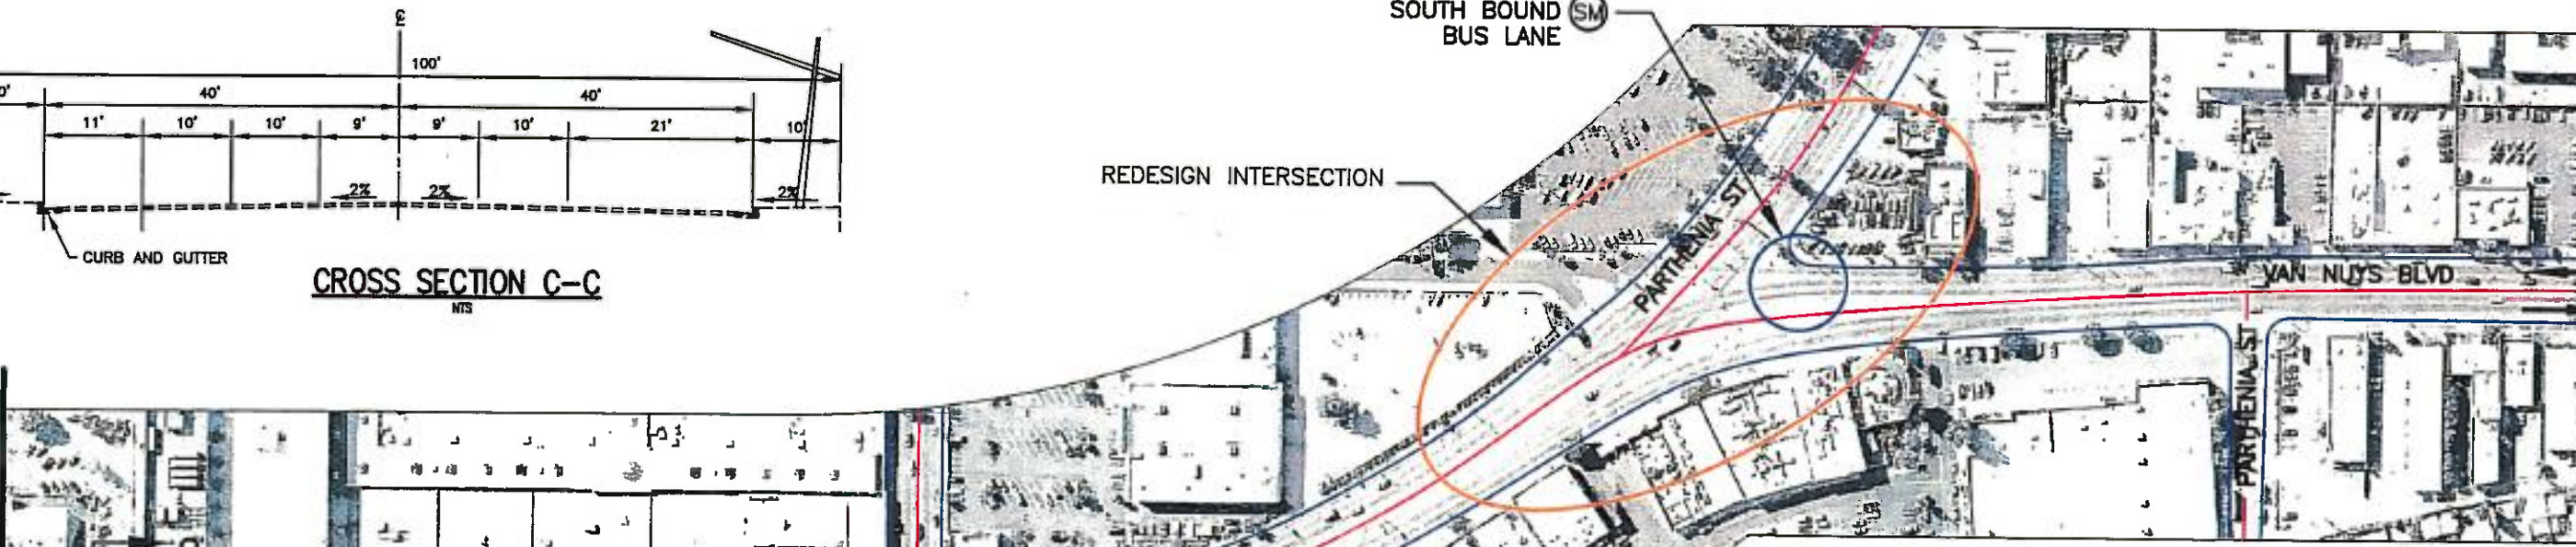 ℄
100'
40'
40'
11'
10'
10'
9'
9'
10'
21'
10'
2%
2%
2%
CURB AND GUTTER
CROSS SECTION C-C
NTS
SOUTH BOUND
BUS LANE
SM
REDESIGN INTERSECTION
PARTHENIA ST
VAN NUYS BLVD
PARTHENIA ST